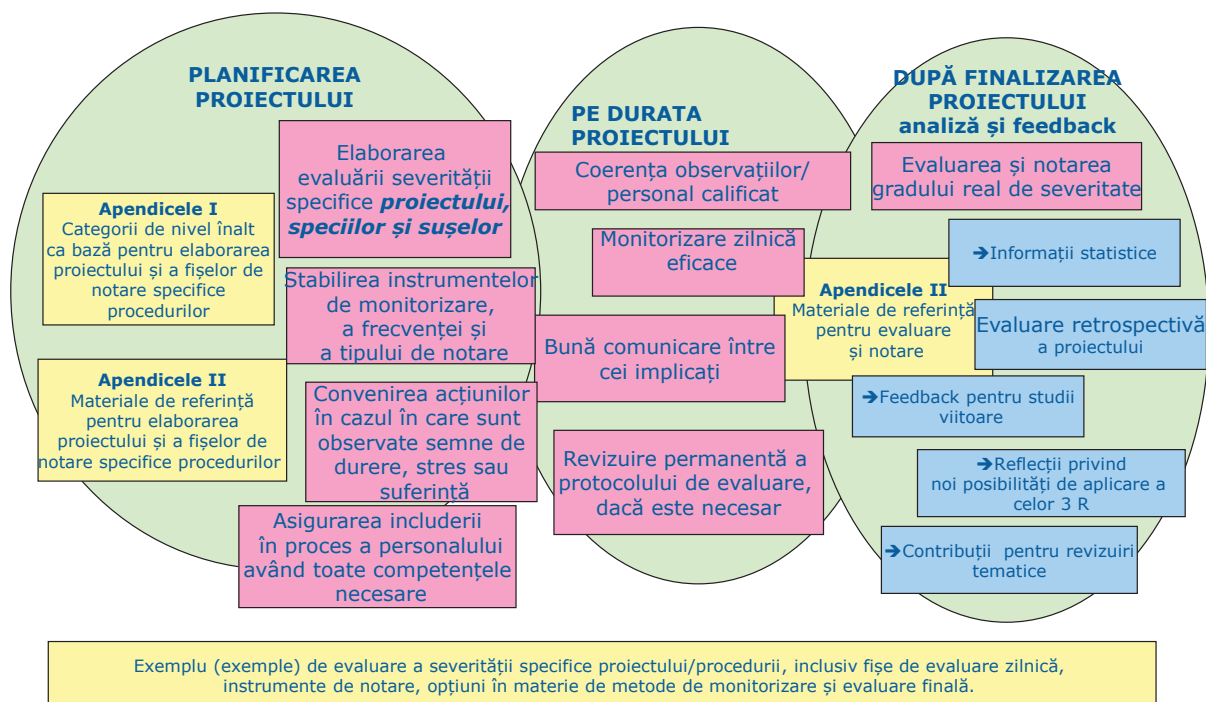 PLANIFICAREA
PROIECTULUI
Elaborarea
evaluării severității
specifice proiectului,
speciilor și sușelor
Apendicele I
Categorii de nivel înalt
ca bază pentru elaborarea
proiectului și a fișelor de
notare specifice
procedurilor
Stabilirea instrumentelor
de monitorizare,
a frecvenței și
a tipului de notare
Apendicele II
Materiale de referință
pentru elaborarea
proiectului și a fișelor de
notare specifice procedurilor
Convenirea acțiunilor
în cazul în care sunt
observate semne de
durere, stres sau
suferință
Asigurarea includerii
în proces a personalului
având toate competențele
necesare
PE DURATA
PROIECTULUI
Coerența observațiilor/
personal calificat
Monitorizare zilnică
eficace
Bună comunicare între
cei implicați
Revizuire permanentă a
protocolului de evaluare,
dacă este necesar
DUPĂ FINALIZAREA
PROIECTULUI
analiză și feedback
Evaluarea și notarea
gradului real de severitate
➔Informații statistice
Apendicele II
Materiale de referință
pentru evaluare
și notare
Evaluare retrospectivă
a proiectului
➔Feedback pentru studii
viitoare
➔Reflecții privind
noi posibilități de aplicare a
celor 3 R
➔Contribuții pentru revizuiri
tematice
Exemplu (exemple) de evaluare a severității specifice proiectului/procedurii, inclusiv fișe de evaluare zilnică,
instrumente de notare, opțiuni în materie de metode de monitorizare și evaluare finală.